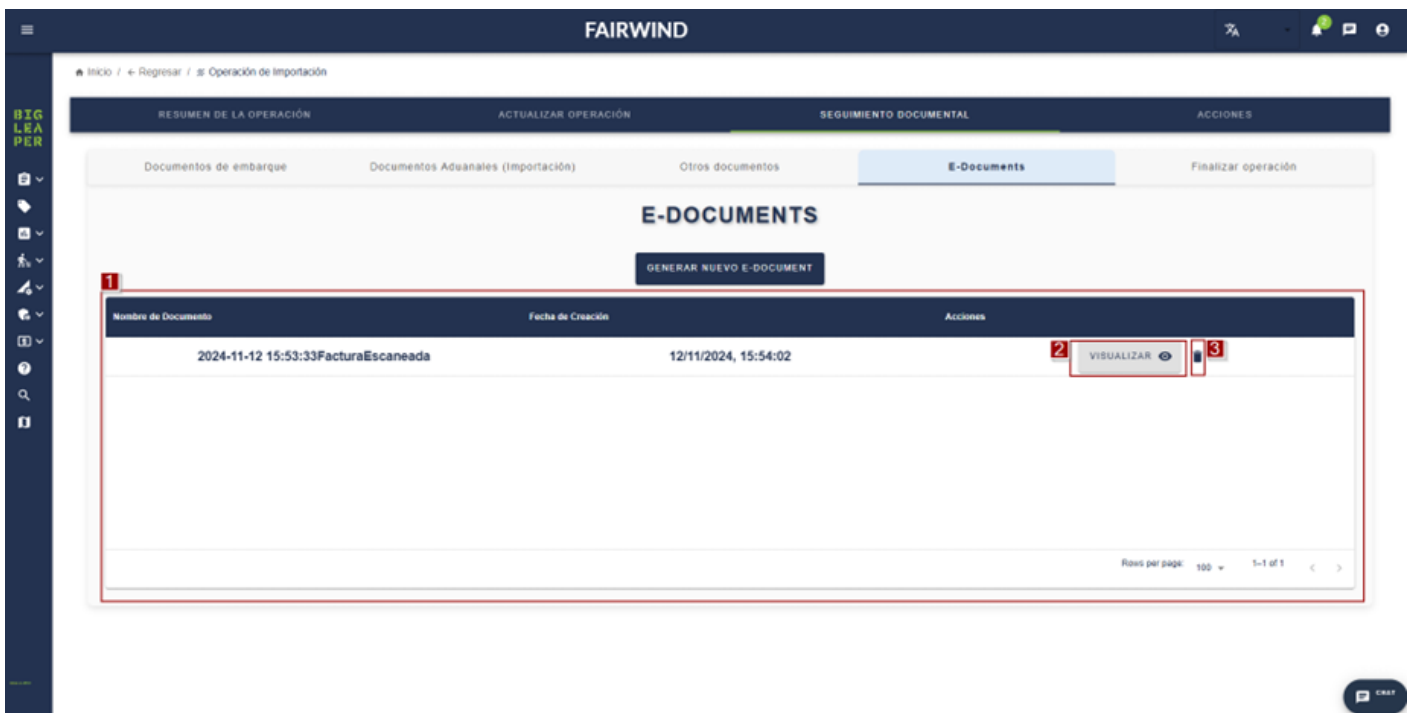 FAIRWIND
2
Inicio / ← Regresar / Operación de Importación
BIG
LEA
PER
RESUMEN DE LA OPERACIÓN ACTUALIZAR OPERACIÓN SEGUIMIENTO DOCUMENTAL ACCIONES
Documentos de embarque Documentos Aduanales (Importación) Otros documentos E-Documents Finalizar operación
E-DOCUMENTS
GENERAR NUEVO E-DOCUMENT
1
Nombre de Documento Fecha de Creación Acciones
2024-11-12 15:53:33FacturaEscaneada 12/11/2024, 15:54:02 2 VISUALIZAR 3
Rows per page: 100 1–1 of 1 < >
CHAT